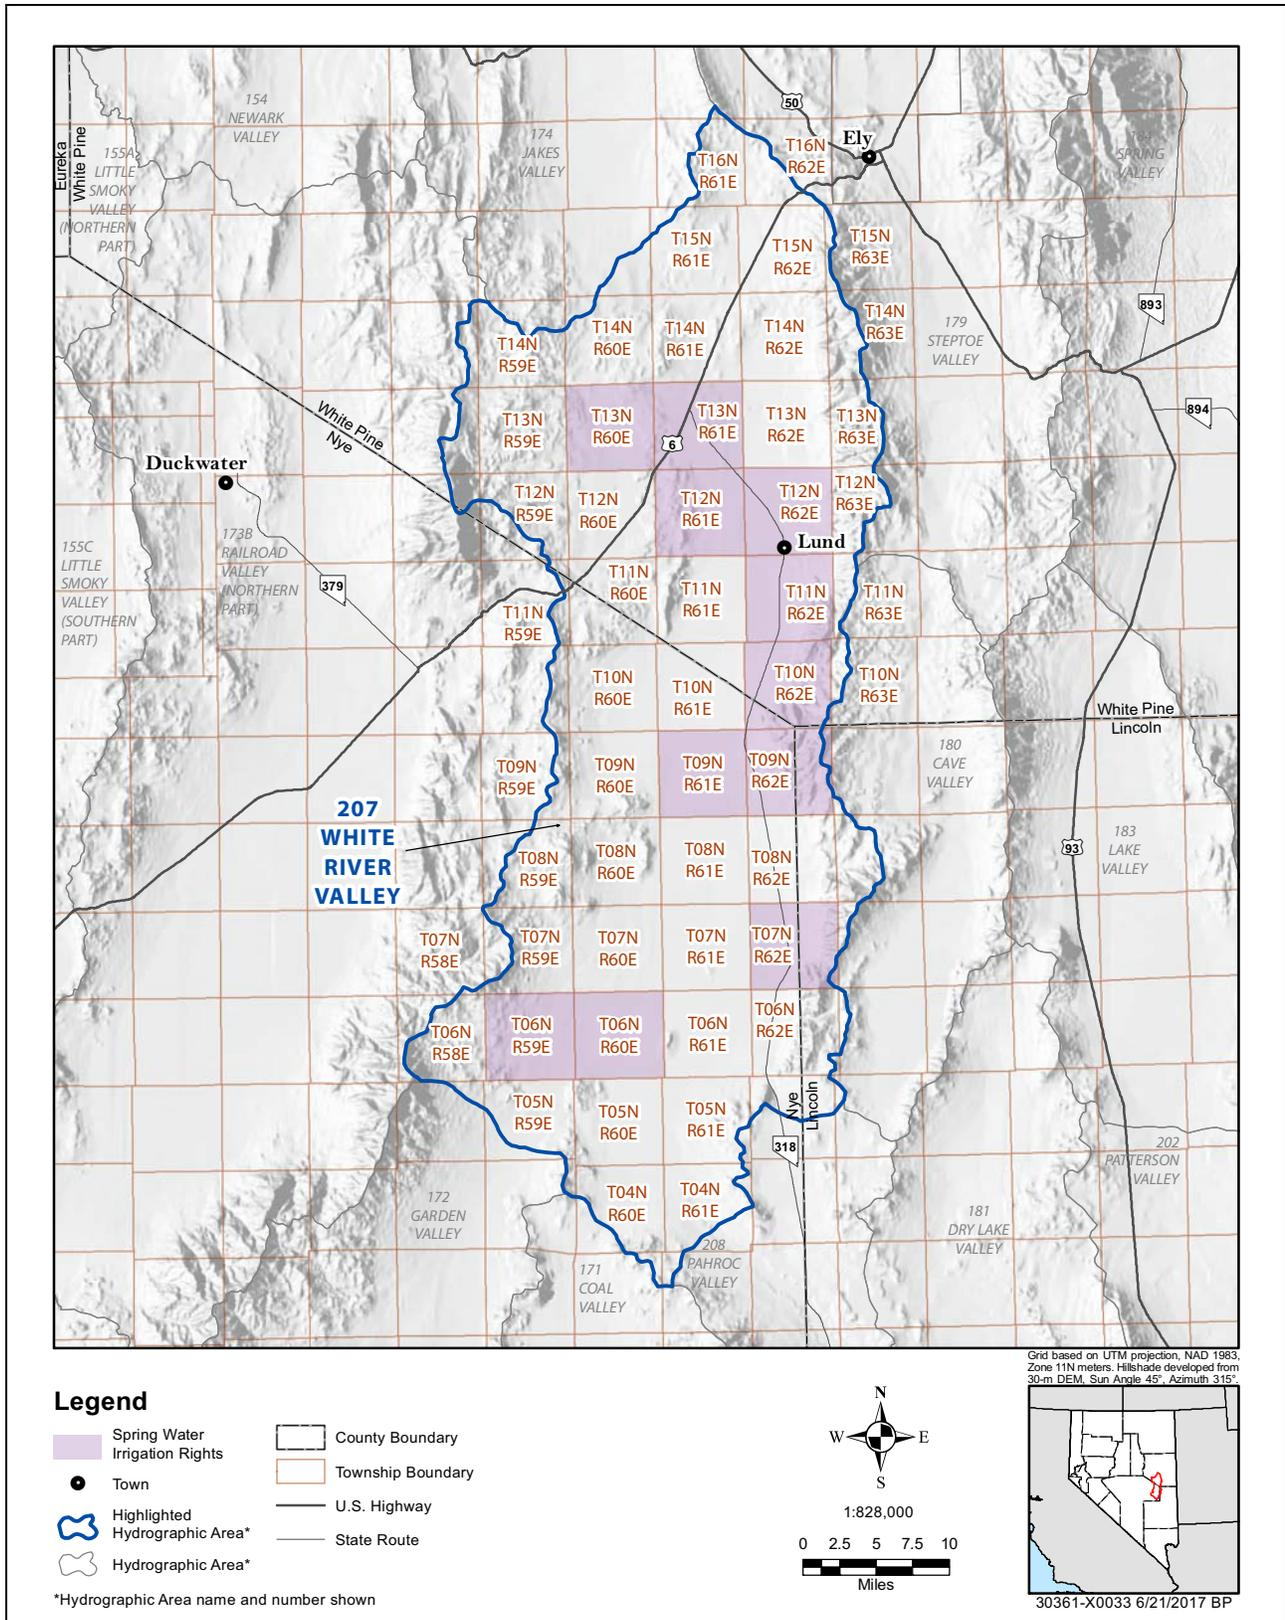 154
NEWARK
VALLEY
Eureka
White Pine
155A
LITTLE
SMOKY
VALLEY
(NORTHERN
PART)
174
JAKES
VALLEY
50
Ely
184
SPRING
VALLEY
T16N
R61E
T16N
R62E
T15N
R61E
T15N
R62E
T15N
R63E
893
T14N
R59E
T14N
R60E
T14N
R61E
T14N
R62E
T14N
R63E
179
STEPTOE
VALLEY
White Pine
Nye
T13N
R59E
T13N
R60E
T13N
R61E
T13N
R62E
T13N
R63E
894
6
Duckwater
T12N
R59E
T12N
R60E
T12N
R61E
T12N
R62E
T12N
R63E
Lund
173B
RAILROAD
VALLEY
(NORTHERN
PART)
155C
LITTLE
SMOKY
VALLEY
(SOUTHERN
PART)
379
T11N
R59E
T11N
R60E
T11N
R61E
T11N
R62E
T11N
R63E
T10N
R60E
T10N
R61E
T10N
R62E
T10N
R63E
White Pine
Lincoln
T09N
R59E
T09N
R60E
T09N
R61E
T09N
R62E
180
CAVE
VALLEY
207
WHITE
RIVER
VALLEY
T08N
R59E
T08N
R60E
T08N
R61E
T08N
R62E
183
LAKE
VALLEY
93
T07N
R58E
T07N
R59E
T07N
R60E
T07N
R61E
T07N
R62E
T06N
R58E
T06N
R59E
T06N
R60E
T06N
R61E
T06N
R62E
T05N
R59E
T05N
R60E
T05N
R61E
Nye
Lincoln
318
202
PATTERSON
VALLEY
T04N
R60E
T04N
R61E
172
GARDEN
VALLEY
181
DRY LAKE
VALLEY
208
PAHROC
VALLEY
171
COAL
VALLEY
Grid based on UTM projection, NAD 1983,
Zone 11N meters. Hillshade developed from
30-m DEM, Sun Angle 45°, Azimuth 315°.
Legend
Spring Water
Irrigation Rights
Town
Highlighted
Hydrographic Area*
Hydrographic Area*
County Boundary
Township Boundary
U.S. Highway
State Route
*Hydrographic Area name and number shown
N
W E
S
1:828,000
0 2.5 5 7.5 10
Miles
30361-X0033 6/21/2017 BP